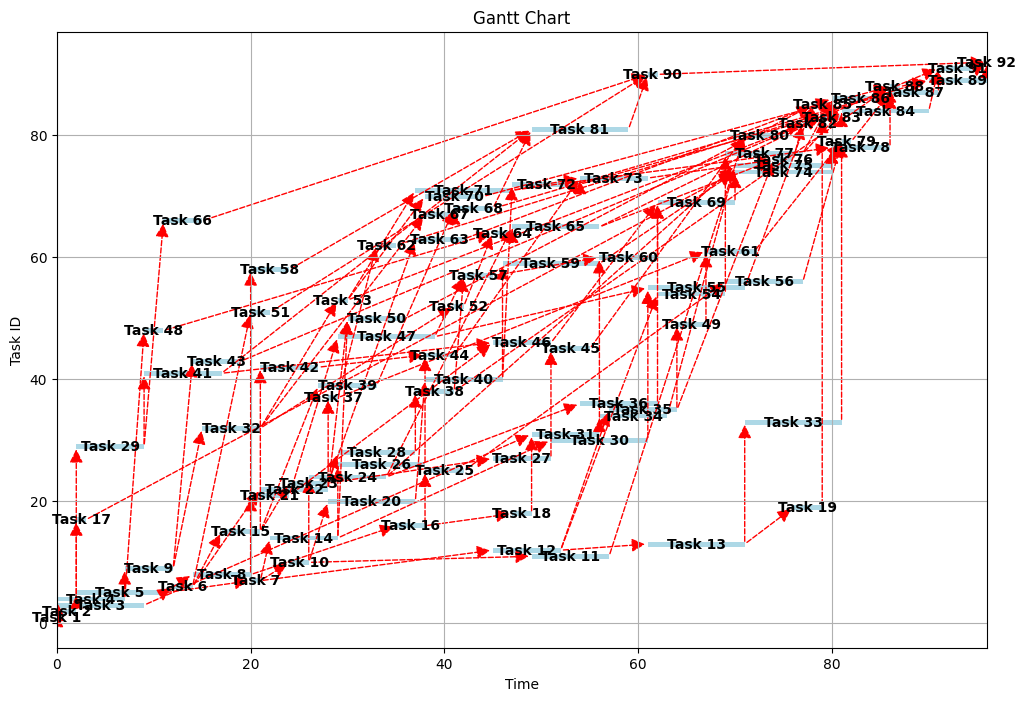 Gantt Chart
Task 92
Task 91
Task 90
Task 89
Task 88
Task 87
Task 86
Task 85
Task 84
Task 83
Task 82
Task 81
Task 80
Task 79
Task 78
Task 77
Task 76
Task 75
Task 74
Task 73
Task 72
Task 71
Task 70
Task 69
Task 68
Task 67
Task 66
Task 65
Task 64
Task 63
Task 62
Task 61
Task 60
Task 59
Task 58
Task 57
Task 56
Task 55
Task 54
Task 53
Task 52
Task 51
Task 50
Task 49
Task 48
Task 47
Task 46
Task 45
Task 44
Task 43
Task 42
Task 41
Task 40
Task 39
Task 38
Task 37
Task 36
Task 35
Task 34
Task 33
Task 32
Task 31
Task 30
Task 29
Task 28
Task 27
Task 26
Task 25
Task 24
Task 23
Task 22
Task 21
Task 20
Task 19
Task 18
Task 17
Task 16
Task 15
Task 14
Task 13
Task 12
Task 11
Task 10
Task 9
Task 8
Task 7
Task 6
Task 5
Task 4
Task 3
Task 2
Task 1
80
60
40
20
0
Task ID
0 20 40 60 80
Time